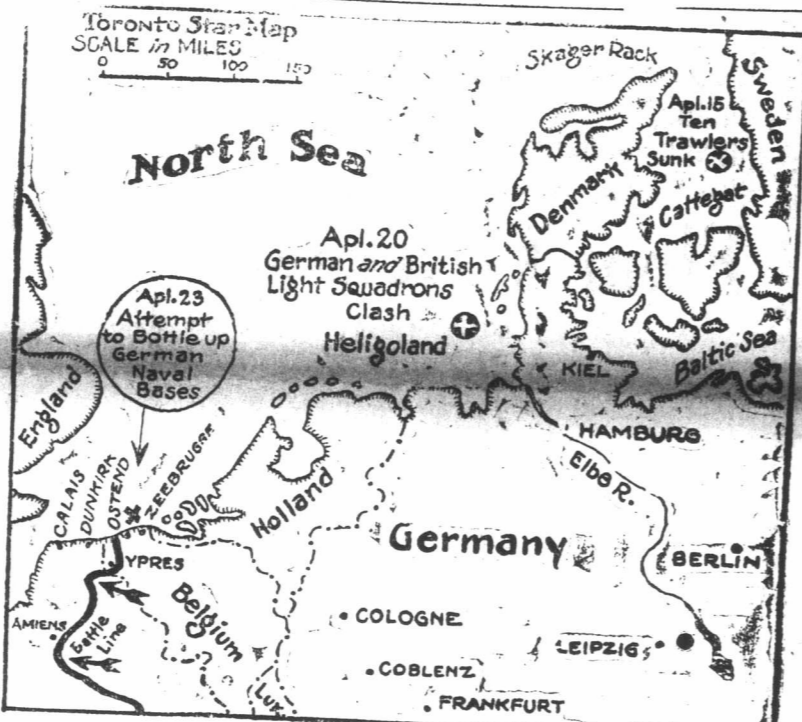 Toronto Star Map
SCALE in MILES
0 50 100 150
Skager Rack
Sweden
Apl.15
Ten
Trawlers
Sunk
North Sea
Denmark
Cattegat
Apl.20
German and British
Light Squadrons
Clash
Heligoland
Apl.23
Attempt
to Bottle up
German
Naval
Bases
England
KIEL
Baltic Sea
HAMBURG
Elbe R.
CALAIS
DUNKIRK
OSTEND
ZEEBRUGGE
Holland
Germany
BERLIN
YPRES
Belgium
AMIENS
Battle
Line
COLOGNE
LEIPZIG
COBLENZ
Lux.
FRANKFURT